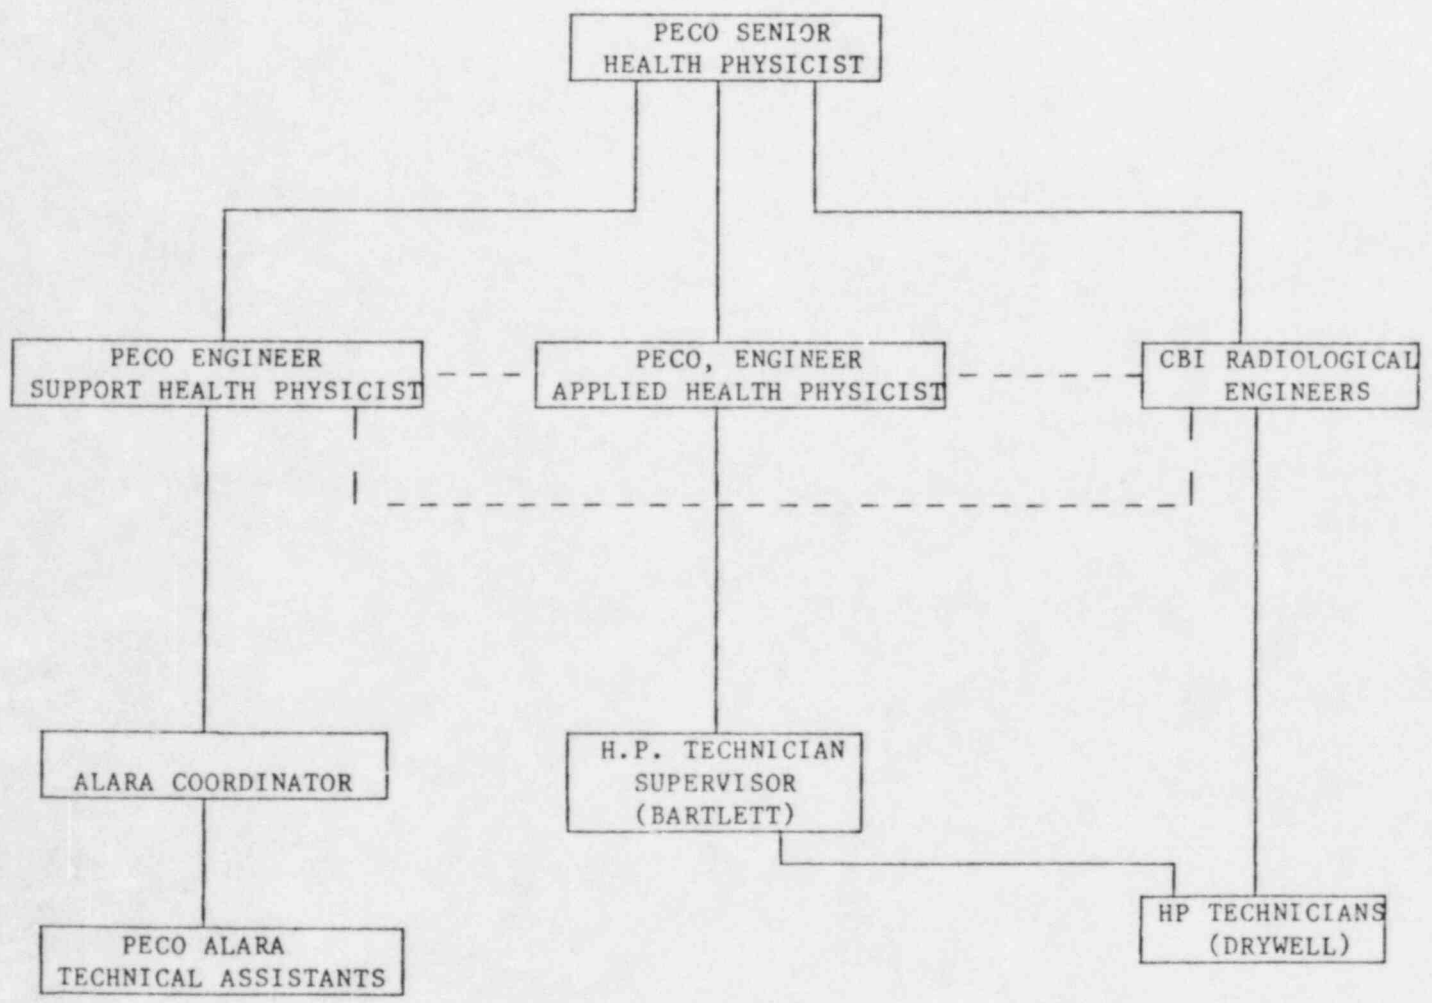 PECO SENIOR
HEALTH PHYSICIST
PECO ENGINEER
SUPPORT HEALTH PHYSICIST
PECO, ENGINEER
APPLIED HEALTH PHYSICIST
CBI RADIOLOGICAL
ENGINEERS
ALARA COORDINATOR
H.P. TECHNICIAN
SUPERVISOR
(BARTLETT)
PECO ALARA
TECHNICAL ASSISTANTS
HP TECHNICIANS
(DRYWELL)